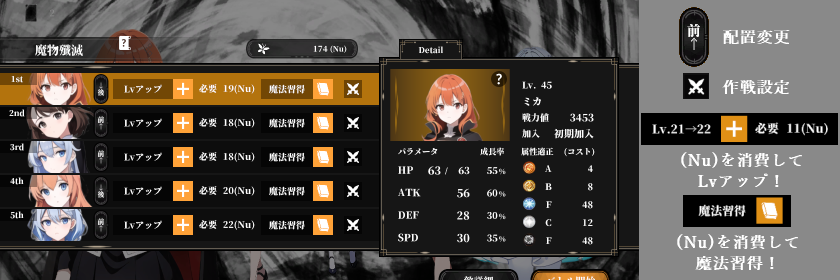 魔物殲滅
?
174 (Nu)
1st
↓後
Lvアップ
必要 19(Nu)
魔法習得
2nd
前↑
Lvアップ
必要 18(Nu)
魔法習得
3rd
前↑
Lvアップ
必要 18(Nu)
魔法習得
4th
↓後
Lvアップ
必要 20(Nu)
魔法習得
5th
前↑
Lvアップ
必要 22(Nu)
魔法習得
Detail
?
Lv. 45
ミカ
戦力値 3453
加入 初期加入
パラメータ 成長率
HP 63 / 63 55%
ATK 56 60%
DEF 28 30%
SPD 30 35%
属性適正 (コスト)
A 4
B 8
F 48
C 12
F 48
前↑
配置変更
作戦設定
Lv.21→22
必要 11(Nu)
(Nu)を消費して
Lvアップ！
魔法習得
(Nu)を消費して
魔法習得！